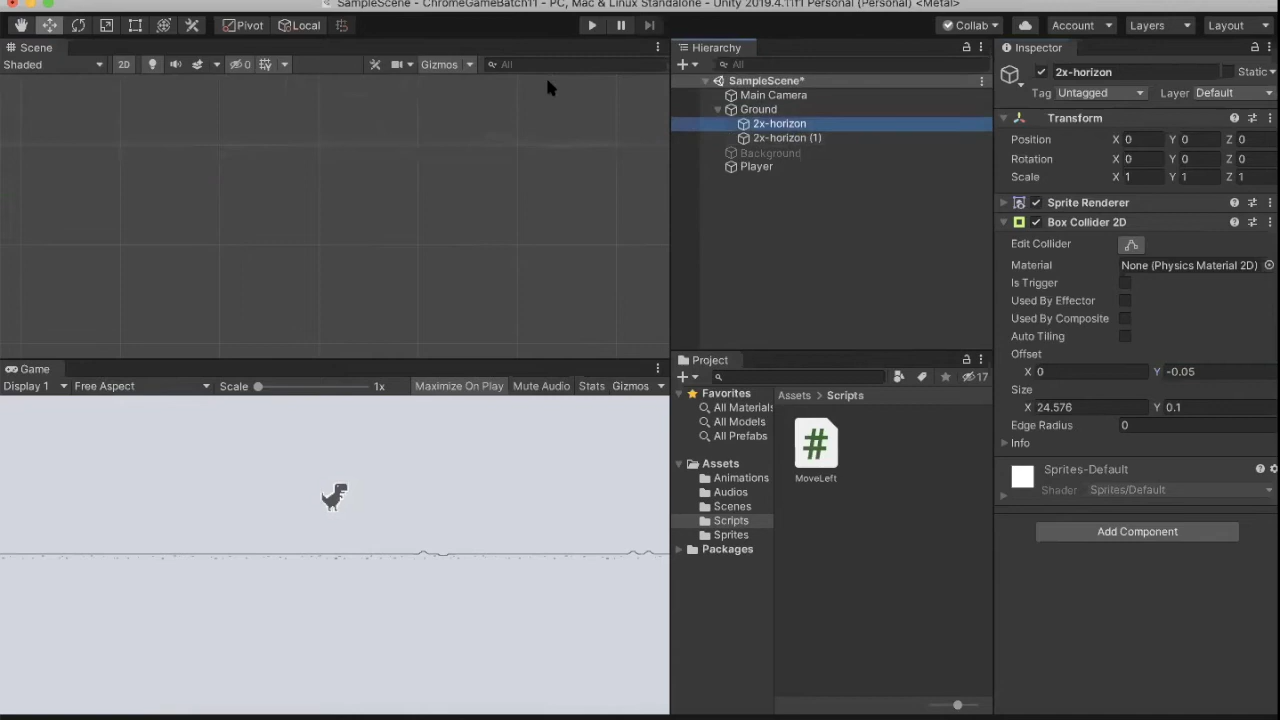 SampleScene - ChromeGameBatch11 - PC, Mac & Linux Standalone - Unity 2019.4.11f1 Personal (Personal) <Metal>
Pivot Local Collab Account Layers Layout
Scene
Shaded 2D 0 Gizmos All
Game
Display 1 Free Aspect Scale 1x Maximize On Play Mute Audio Stats Gizmos
Hierarchy
All
SampleScene*
Main Camera
Ground
2x-horizon
2x-horizon (1)
Background
Player
Project
17
Favorites
All Materials
All Models
All Prefabs
Assets
Animations
Audios
Scenes
Scripts
Sprites
Packages
Assets > Scripts
#
MoveLeft
Inspector
2x-horizon Static
Tag Untagged Layer Default
Transform
Position X 0 Y 0 Z 0
Rotation X 0 Y 0 Z 0
Scale X 1 Y 1 Z 1
Sprite Renderer
Box Collider 2D
Edit Collider
Material None (Physics Material 2D)
Is Trigger
Used By Effector
Used By Composite
Auto Tiling
Offset
X 0 Y -0.05
Size
X 24.576 Y 0.1
Edge Radius 0
Info
Sprites-Default
Shader Sprites/Default
Add Component